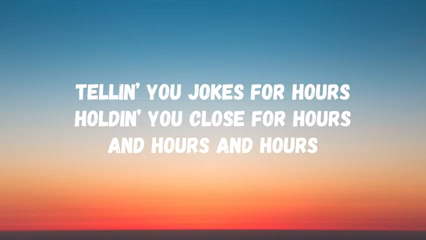 TELLIN' YOU JOKES FOR HOURS
HOLDIN' YOU CLOSE FOR HOURS
AND HOURS AND HOURS